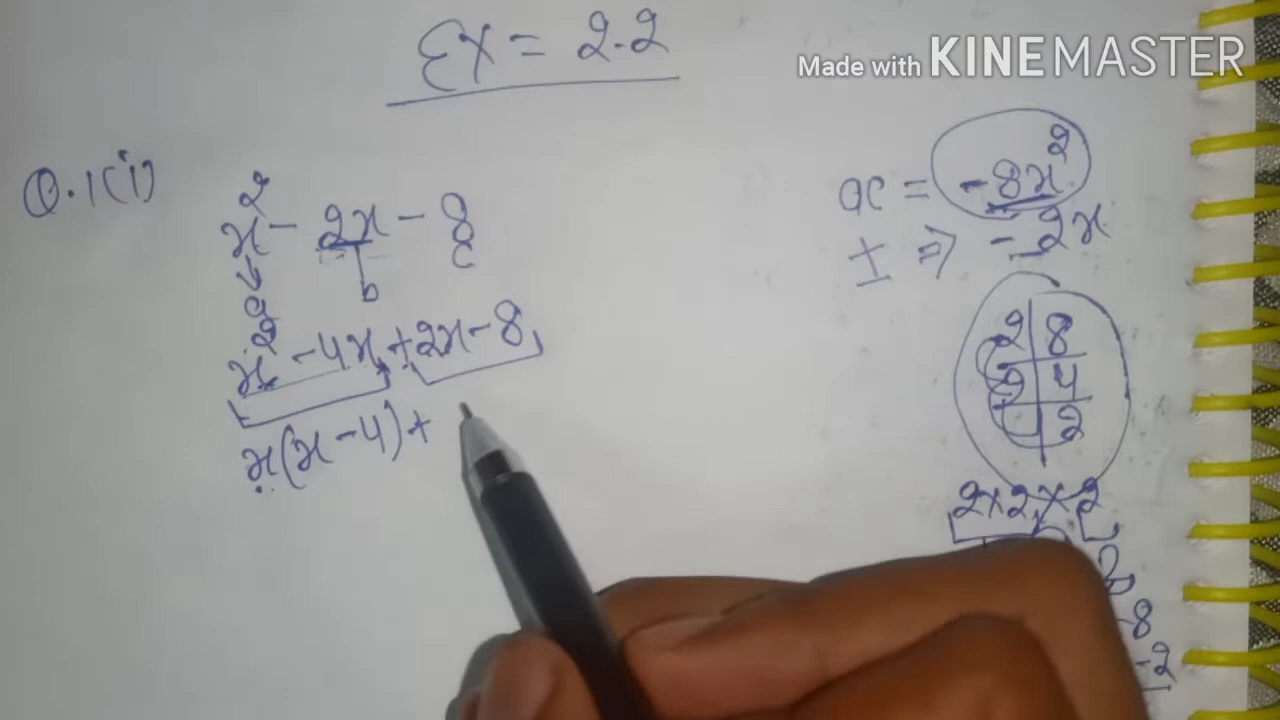 Ex = 2.2
Made with KINEMASTER
Q.1(i)
x² - 2x - 8
a b c
x² - 4x + 2x - 8
x(x - 4) +
ac = -8x²
± ⇒ -2x
2 | 8
2 | 4
| 2
2×2×2
8